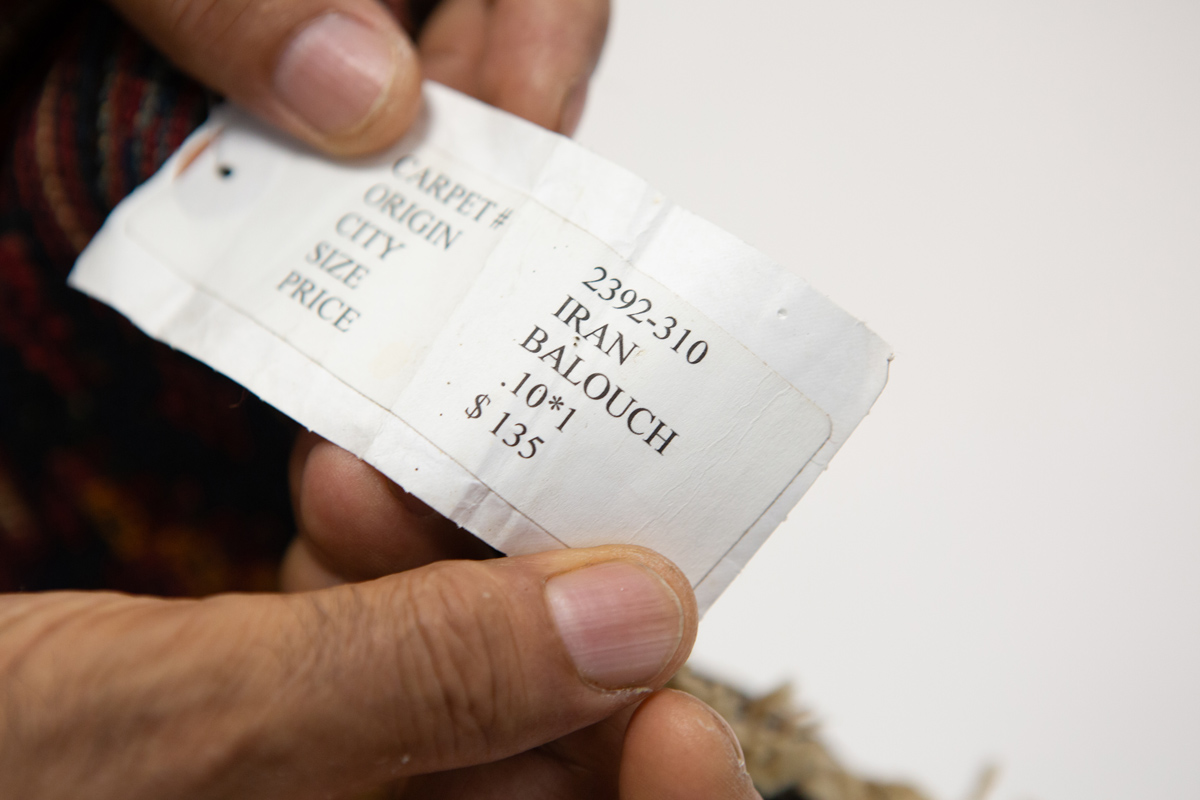 CARPET # 2392-310
ORIGIN IRAN
CITY BALOUCH
SIZE .10*1
PRICE $ 135